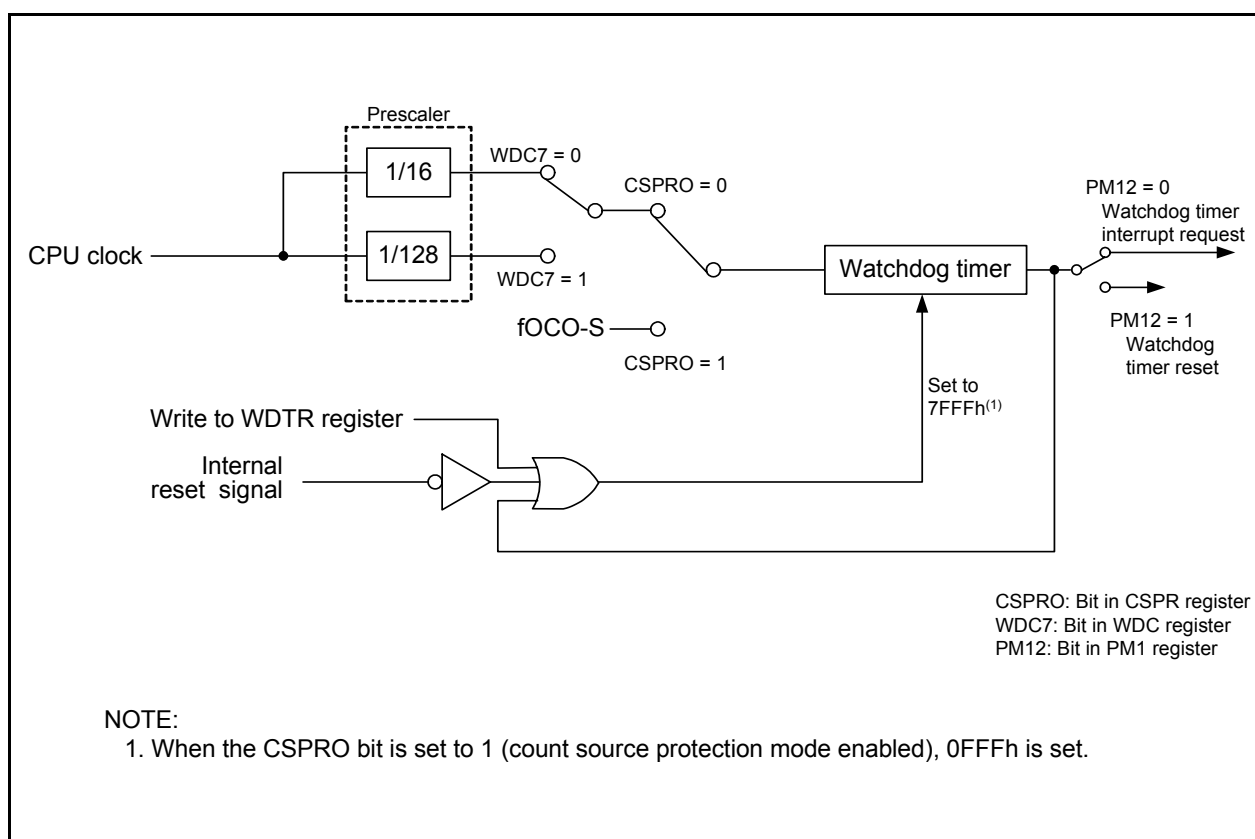 Prescaler
1/16
WDC7 = 0
CSPRO = 0
PM12 = 0
Watchdog timer
interrupt request
CPU clock
1/128
WDC7 = 1
Watchdog timer
fOCO-S
CSPRO = 1
PM12 = 1
Watchdog
timer reset
Set to
7FFFh(1)
Write to WDTR register
Internal
reset signal
CSPRO: Bit in CSPR register
WDC7: Bit in WDC register
PM12: Bit in PM1 register
NOTE:
1. When the CSPRO bit is set to 1 (count source protection mode enabled), 0FFFh is set.